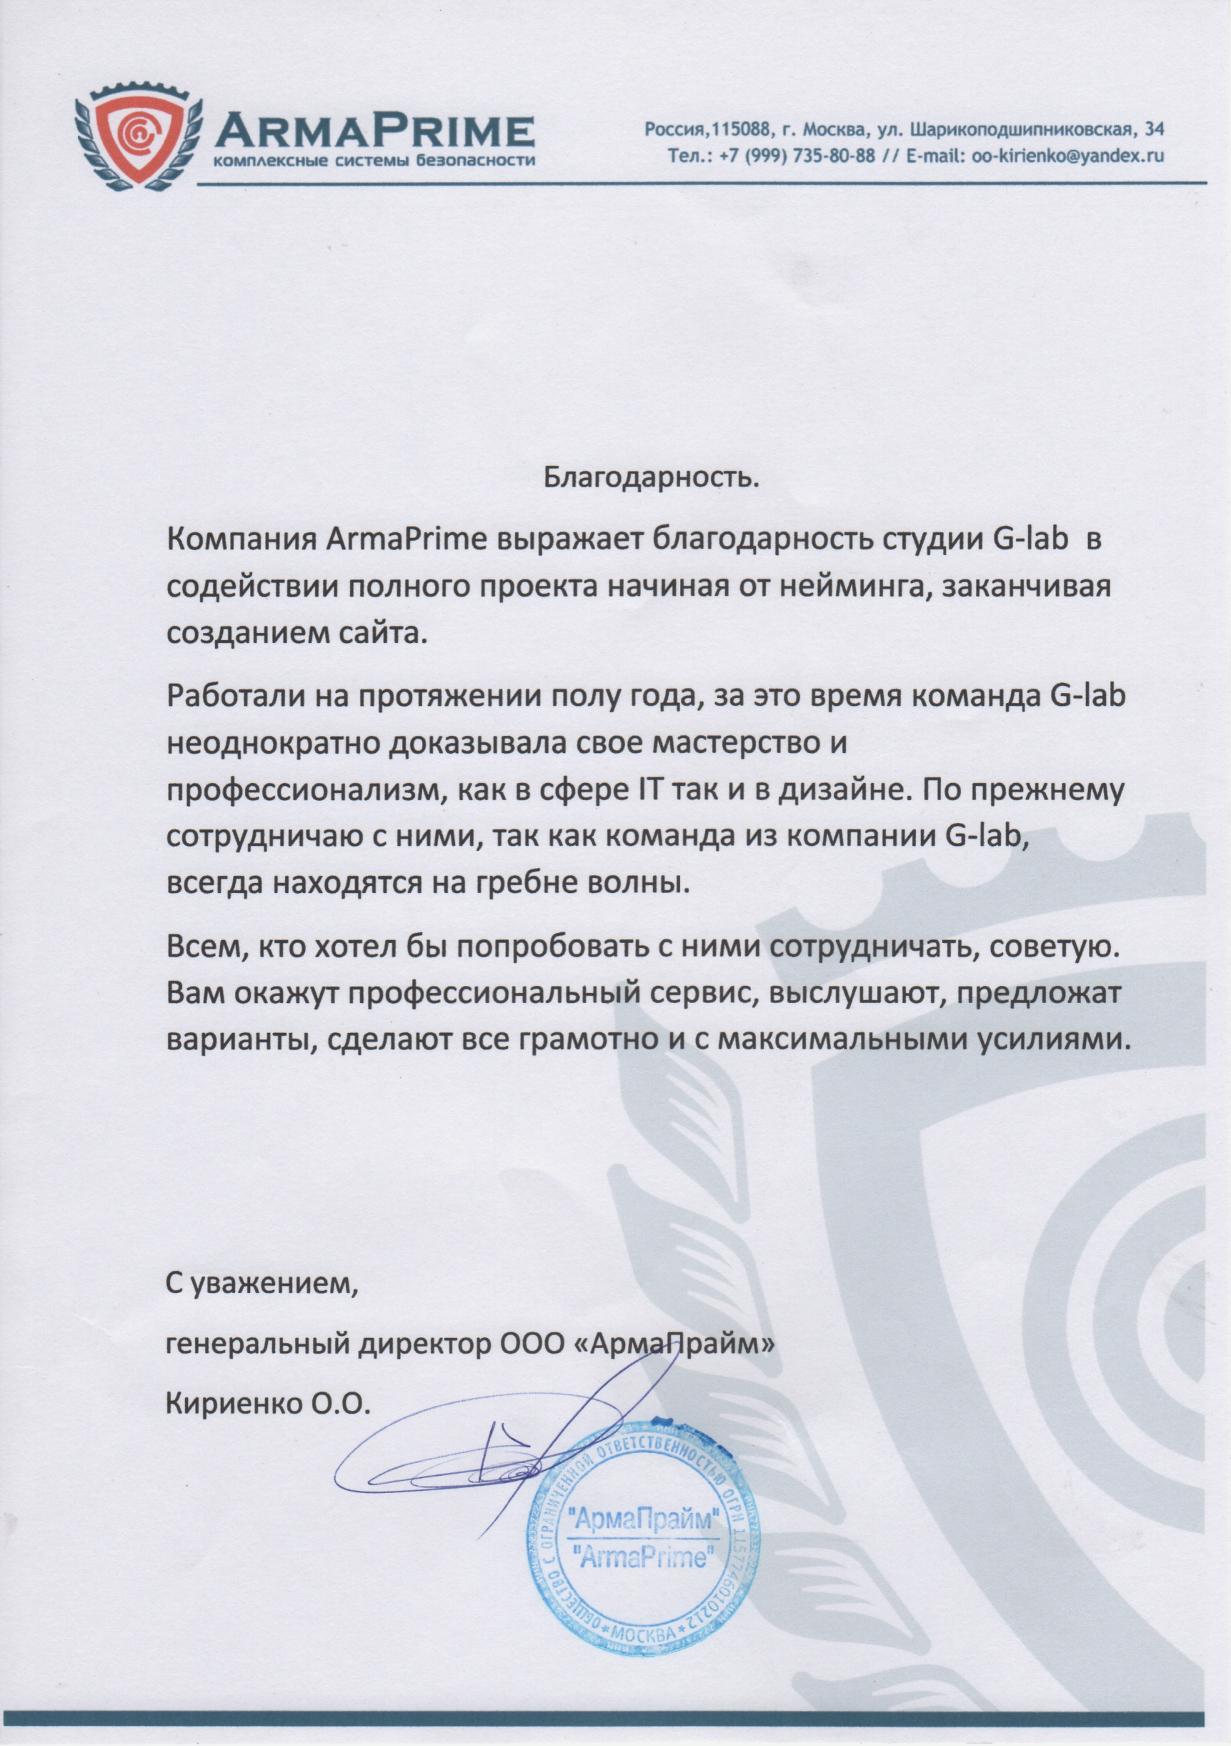 ARMAPRIME
комплексные системы безопасности
Россия,115088, г. Москва, ул. Шарикоподшипниковская, 34
Тел.: +7 (999) 735-80-88 // E-mail: oo-kirienko@yandex.ru
Благодарность.
Компания ArmaPrime выражает благодарность студии G-lab в
содействии полного проекта начиная от нейминга, заканчивая
созданием сайта.
Работали на протяжении полу года, за это время команда G-lab
неоднократно доказывала свое мастерство и
профессионализм, как в сфере IT так и в дизайне. По прежнему
сотрудничаю с ними, так как команда из компании G-lab,
всегда находятся на гребне волны.
Всем, кто хотел бы попробовать с ними сотрудничать, советую.
Вам окажут профессиональный сервис, выслушают, предложат
варианты, сделают все грамотно и с максимальными усилиями.
С уважением,
генеральный директор ООО «АрмаПрайм»
Кириенко О.О.
ОБЩЕСТВО С ОГРАНИЧЕННОЙ ОТВЕТСТВЕННОСТЬЮ ОГРН 1157746010212
"АрмаПрайм"
"ArmaPrime"
* МОСКВА *